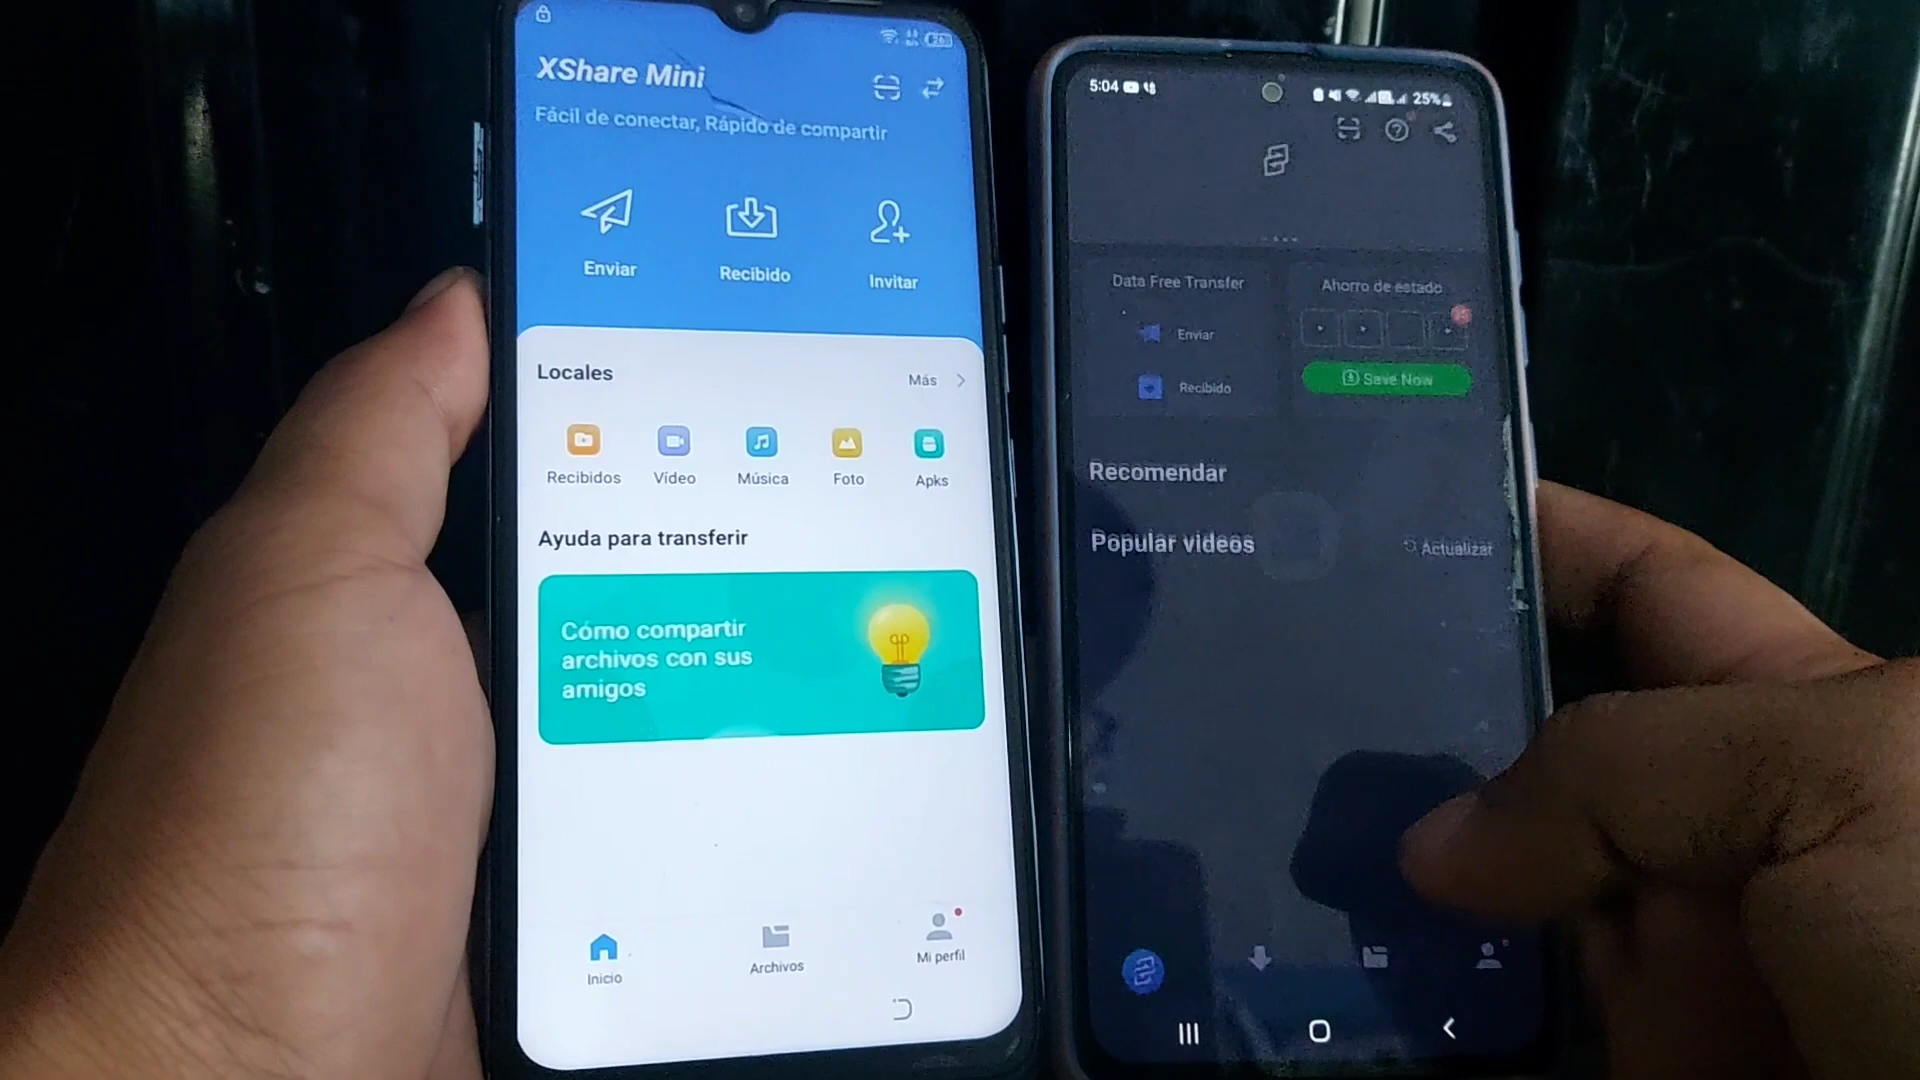 XShare Mini
Fácil de conectar, Rápido de compartir
Enviar
Recibido
Invitar
Locales
Más
Recibidos
Vídeo
Música
Foto
Apks
Ayuda para transferir
Cómo compartir
archivos con sus
amigos
Inicio
Archivos
Mi perfil
5:04
25%
Data Free Transfer
Enviar
Recibido
Ahorro de estado
Save Now
Recomendar
Popular videos
Actualizar